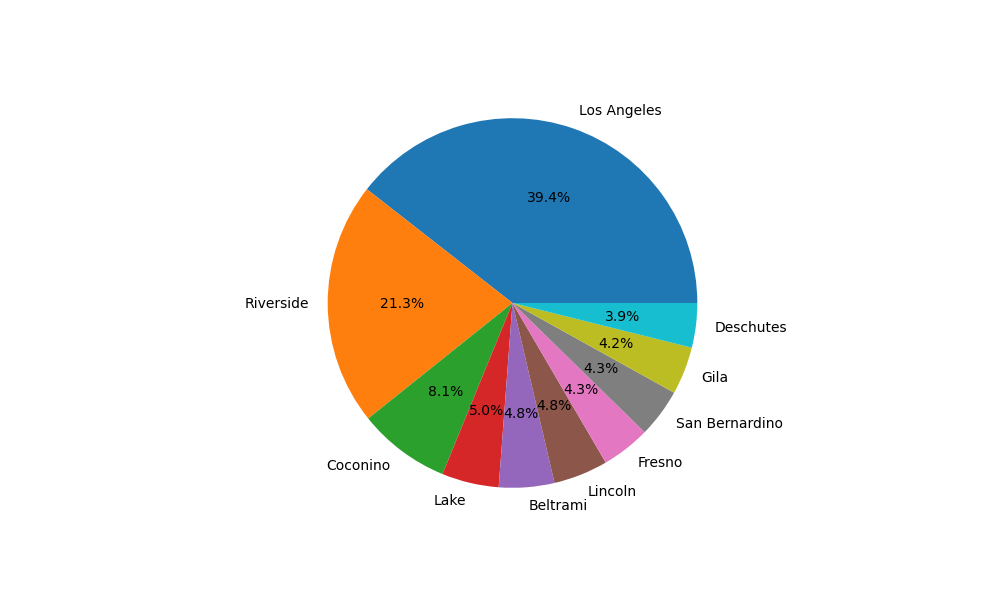 Los Angeles
39.4%
Riverside
21.3%
Coconino
8.1%
Lake
5.0%
Beltrami
4.8%
Lincoln
4.8%
Fresno
4.3%
San Bernardino
4.3%
Gila
4.2%
Deschutes
3.9%